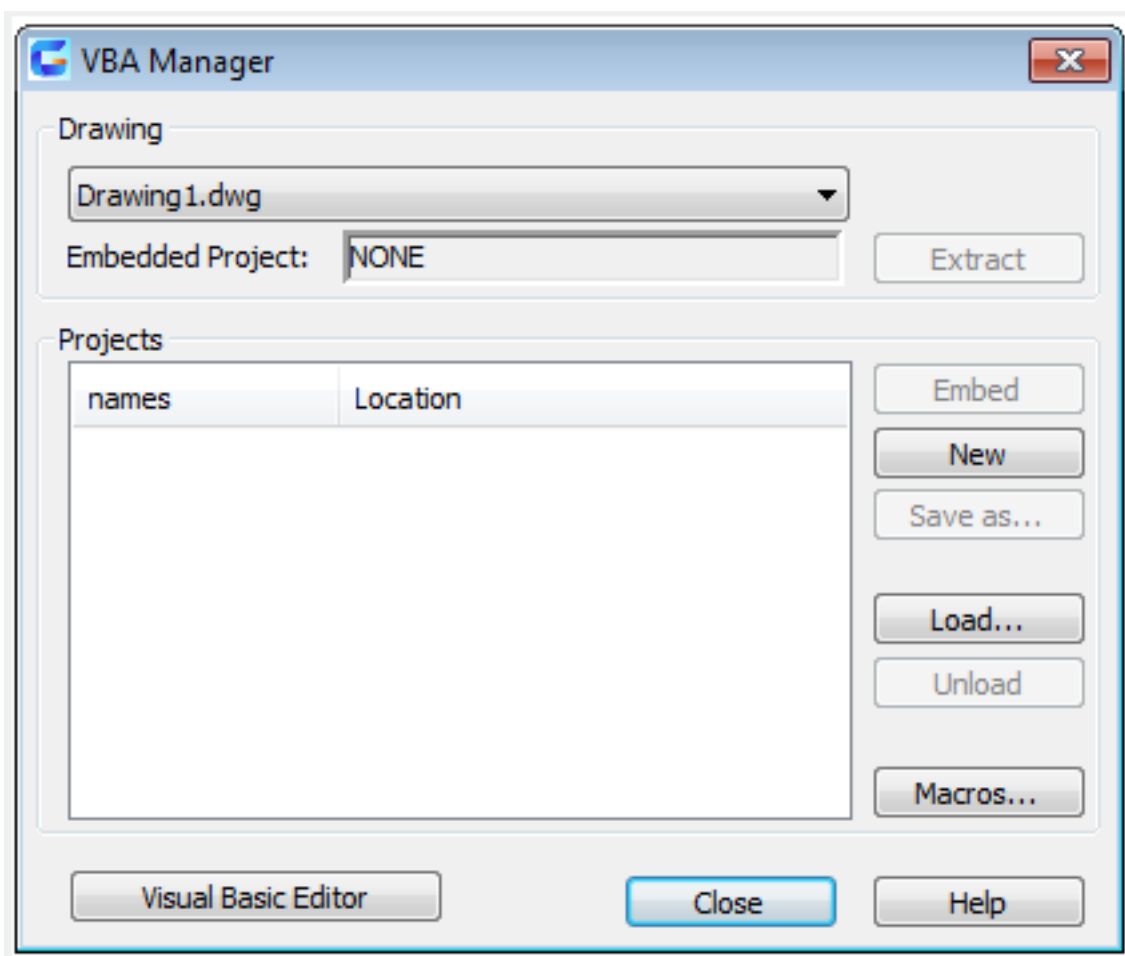 VBA Manager
Drawing
Drawing1.dwg
Embedded Project: NONE Extract
Projects
names Location
Embed
New
Save as...
Load...
Unload
Macros...
Visual Basic Editor Close Help